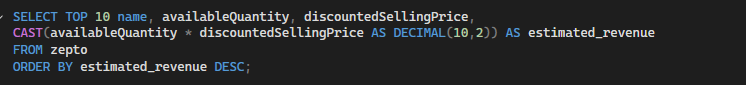 SELECT TOP 10 name, availableQuantity, discountedSellingPrice,
CAST(availableQuantity * discountedSellingPrice AS DECIMAL(10,2)) AS estimated_revenue
FROM zepto
ORDER BY estimated_revenue DESC;